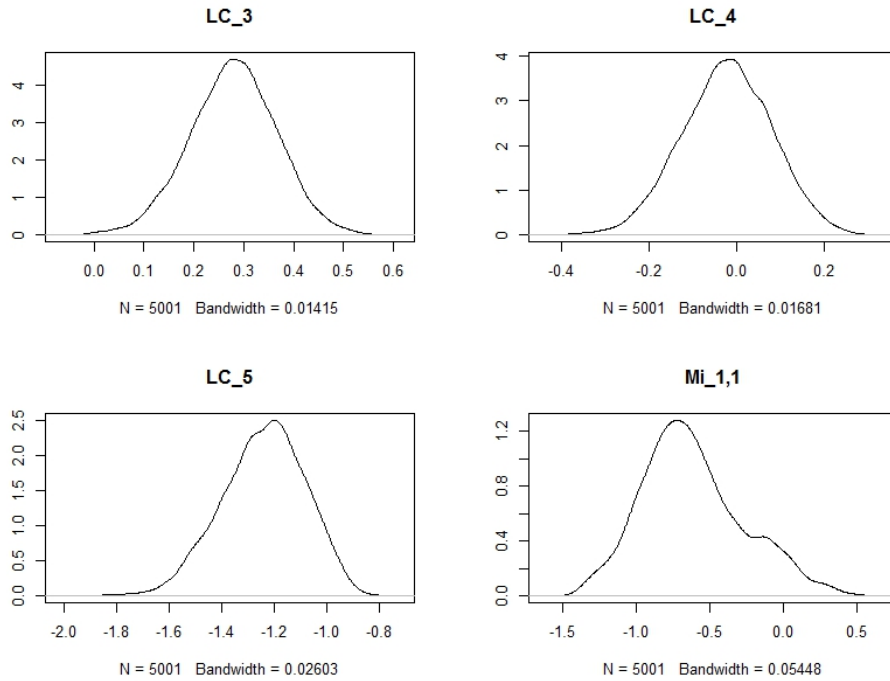 LC_3
4
3
2
1
0
0.0 0.1 0.2 0.3 0.4 0.5 0.6
N = 5001 Bandwidth = 0.01415
LC_4
4
3
2
1
0
-0.4 -0.2 0.0 0.2
N = 5001 Bandwidth = 0.01681
LC_5
2.5
2.0
1.5
1.0
0.5
0.0
-2.0 -1.8 -1.6 -1.4 -1.2 -1.0 -0.8
N = 5001 Bandwidth = 0.02603
Mi_1,1
1.2
0.8
0.4
0.0
-1.5 -1.0 -0.5 0.0 0.5
N = 5001 Bandwidth = 0.05448